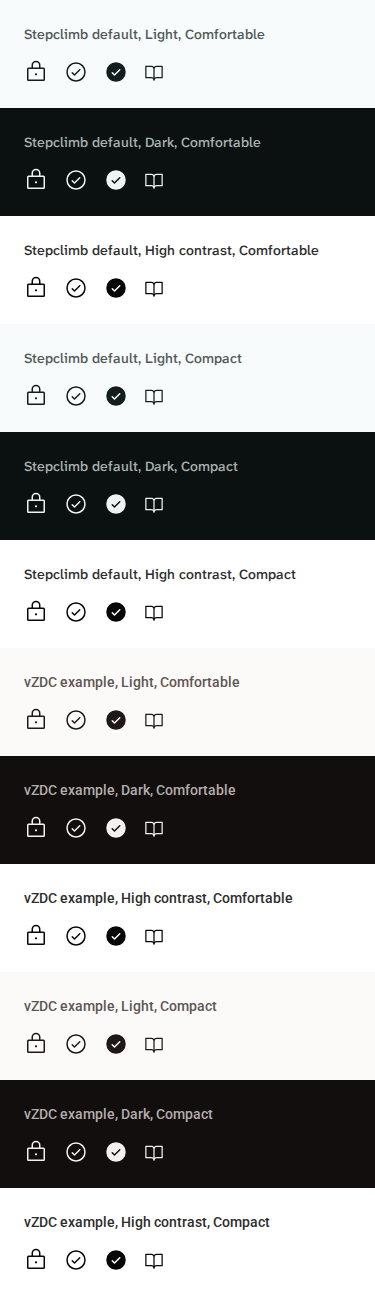 Stepclimb default, Light, Comfortable
Stepclimb default, Dark, Comfortable
Stepclimb default, High contrast, Comfortable
Stepclimb default, Light, Compact
Stepclimb default, Dark, Compact
Stepclimb default, High contrast, Compact
vZDC example, Light, Comfortable
vZDC example, Dark, Comfortable
vZDC example, High contrast, Comfortable
vZDC example, Light, Compact
vZDC example, Dark, Compact
vZDC example, High contrast, Compact